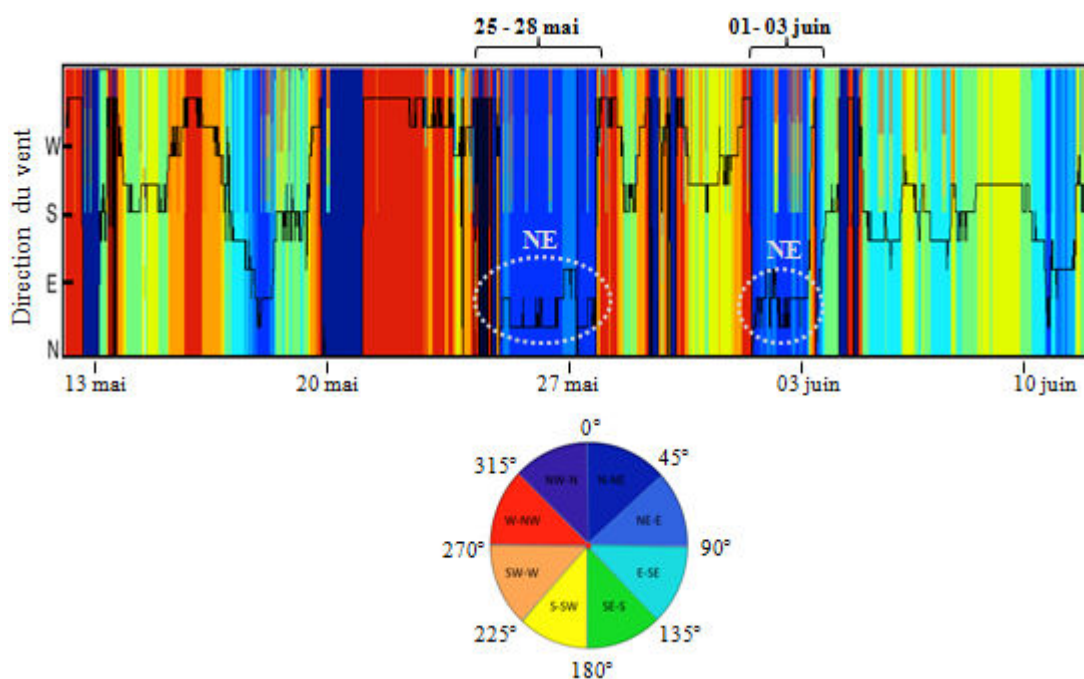 25 - 28 mai 01- 03 juin
Direction du vent
W
S
E
N
NE NE
13 mai 20 mai 27 mai 03 juin 10 juin
0°
315° 45°
NW-N N-NE
W-NW NE-E
270° 90°
SW-W E-SE
S-SW SE-S
225° 135°
180°